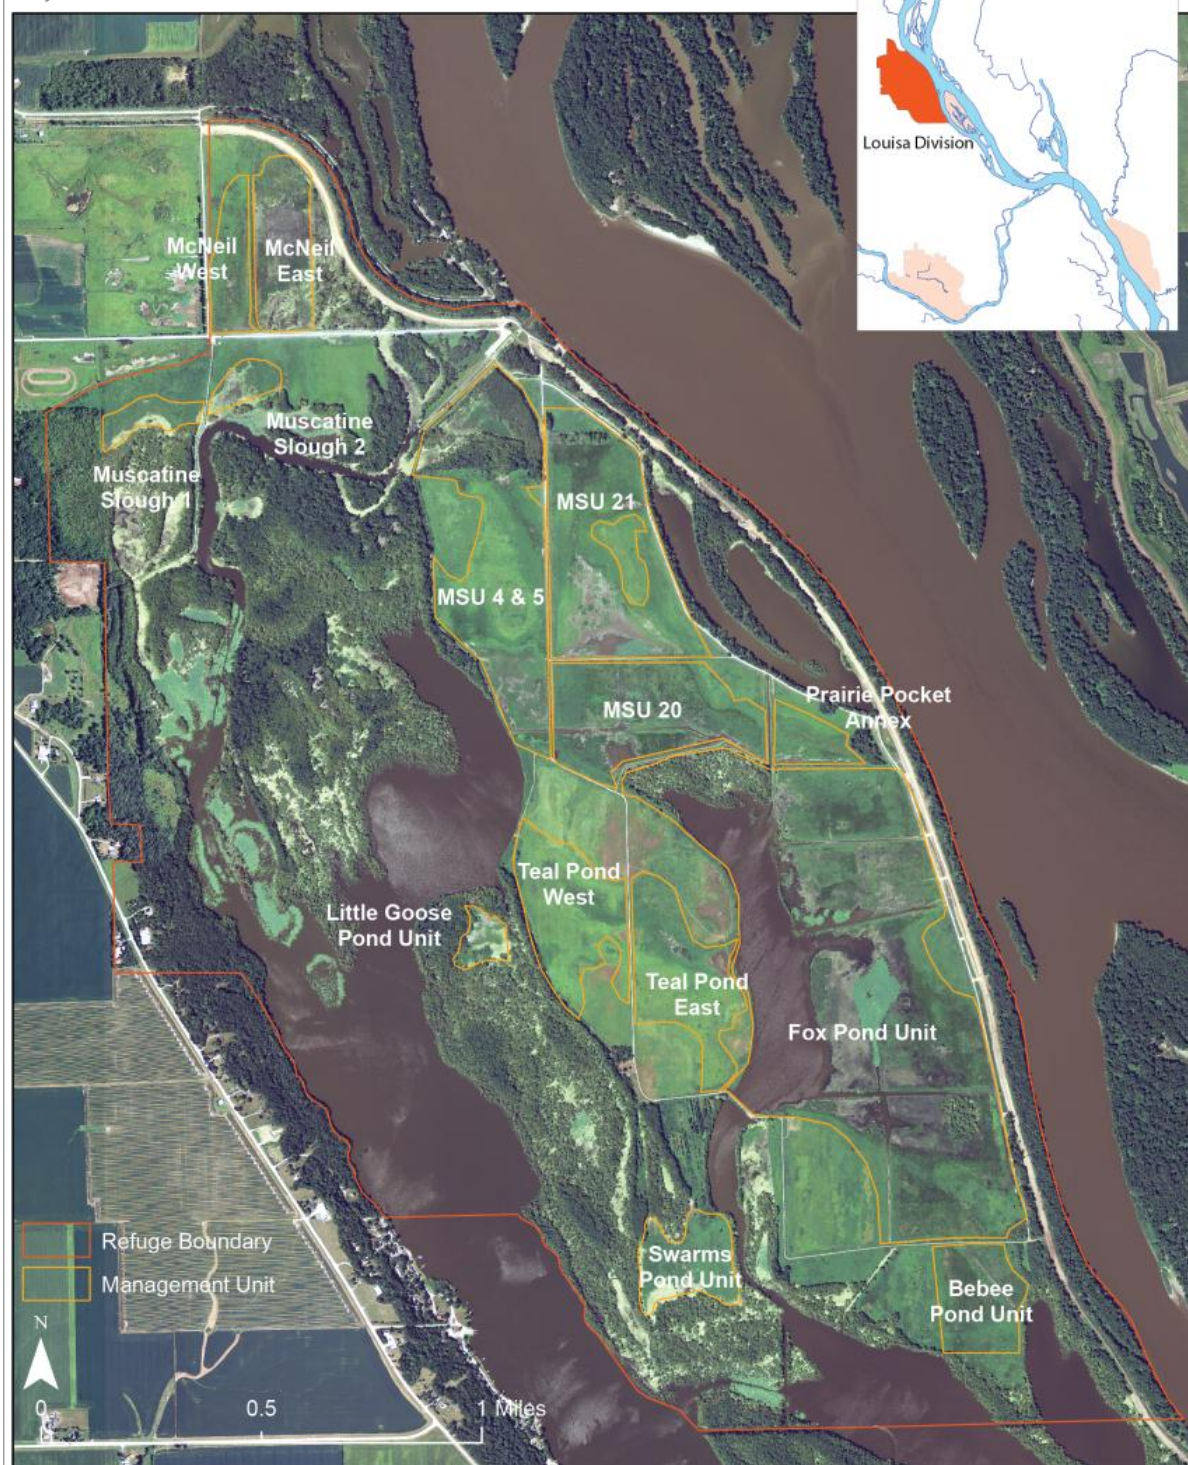 Louisa Division
McNeil
West
McNeil
East
Muscatine
Slough 2
Muscatine
Slough 1
MSU 21
MSU 4 & 5
Prairie Pocket
Annex
MSU 20
Teal Pond
West
Little Goose
Pond Unit
Teal Pond
East
Fox Pond Unit
Swarms
Pond Unit
Bebee
Pond Unit
Refuge Boundary
Management Unit
N
0 0.5 1 Miles